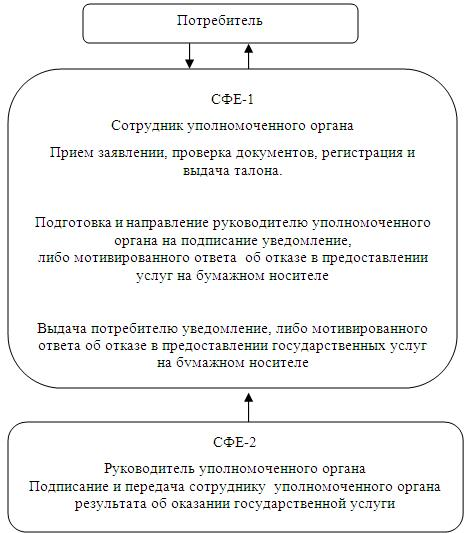 Потребитель
СФЕ-1
Сотрудник уполномоченного органа
Прием заявлении, проверка документов, регистрация и
выдача талона.
Подготовка и направление руководителю уполномоченного
органа на подписание уведомление,
либо мотивированного ответа об отказе в предоставлении
услуг на бумажном носителе
Выдача потребителю уведомление, либо мотивированного
ответа об отказе в предоставлении государственных услуг
на бумажном носителе
СФЕ-2
Руководитель уполномоченного органа
Подписание и передача сотруднику уполномоченного органа
результата об оказании государственной услуги